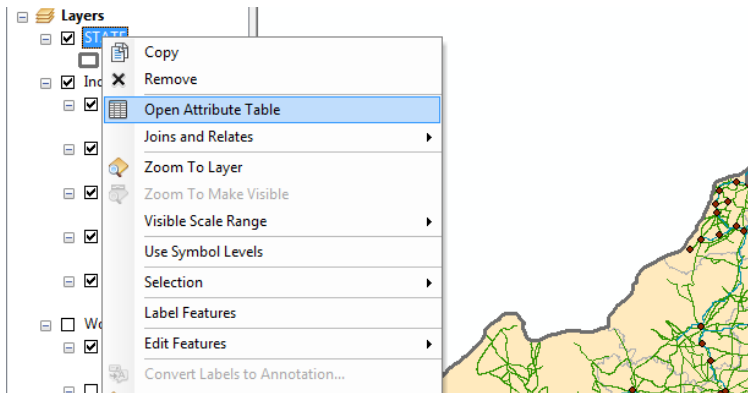 Layers
STATE
Copy
Remove
Open Attribute Table
Joins and Relates
Zoom To Layer
Zoom To Make Visible
Visible Scale Range
Use Symbol Levels
Selection
Label Features
Edit Features
Convert Labels to Annotation...